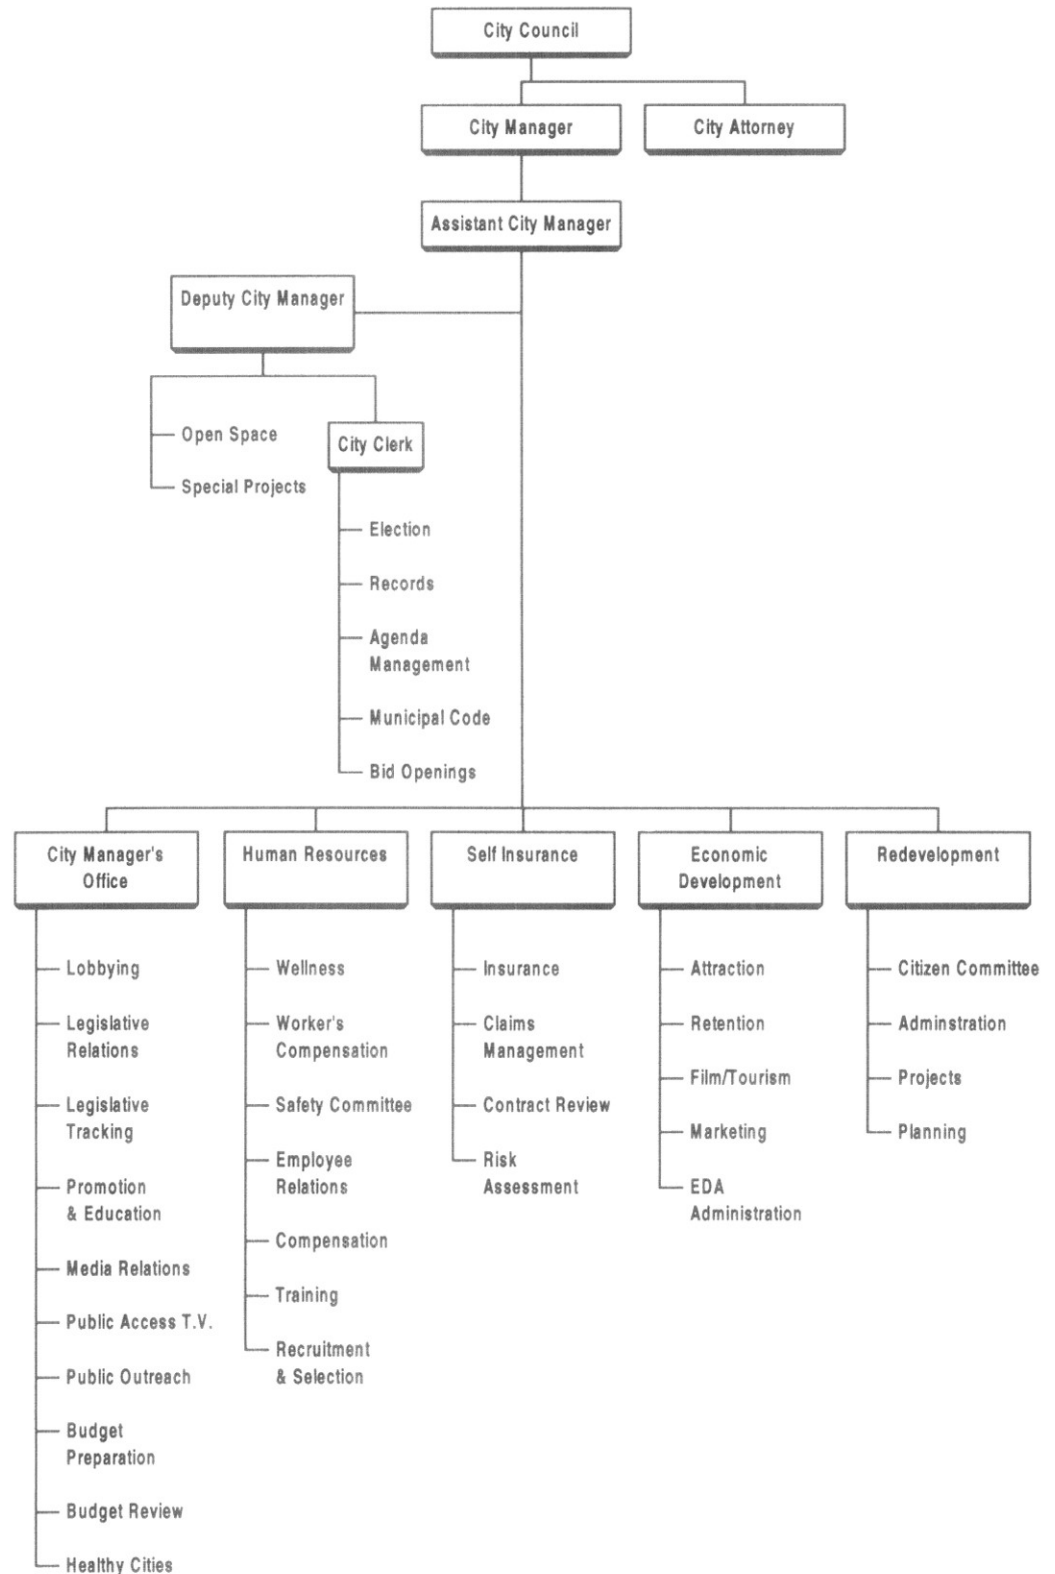 City Council
City Manager
City Attorney
Assistant City Manager
Deputy City Manager
Open Space
Special Projects
City Clerk
Election
Records
Agenda
Management
Municipal Code
Bid Openings
City Manager's
Office
Lobbying
Legislative
Relations
Legislative
Tracking
Promotion
& Education
Media Relations
Public Access T.V.
Public Outreach
Budget
Preparation
Budget Review
Healthy Cities
Human Resources
Wellness
Worker's
Compensation
Safety Committee
Employee
Relations
Compensation
Training
Recruitment
& Selection
Self Insurance
Insurance
Claims
Management
Contract Review
Risk
Assessment
Economic
Development
Attraction
Retention
Film/Tourism
Marketing
EDA
Administration
Redevelopment
Citizen Committee
Adminstration
Projects
Planning